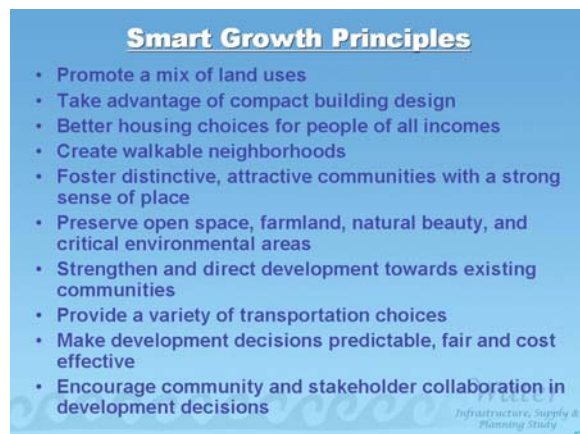 Smart Growth Principles
• Promote a mix of land uses
• Take advantage of compact building design
• Better housing choices for people of all incomes
• Create walkable neighborhoods
• Foster distinctive, attractive communities with a strong
sense of place
• Preserve open space, farmland, natural beauty, and
critical environmental areas
• Strengthen and direct development towards existing
communities
• Provide a variety of transportation choices
• Make development decisions predictable, fair and cost
effective
• Encourage community and stakeholder collaboration in
development decisions
Water
Infrastructure, Supply &
Planning Study